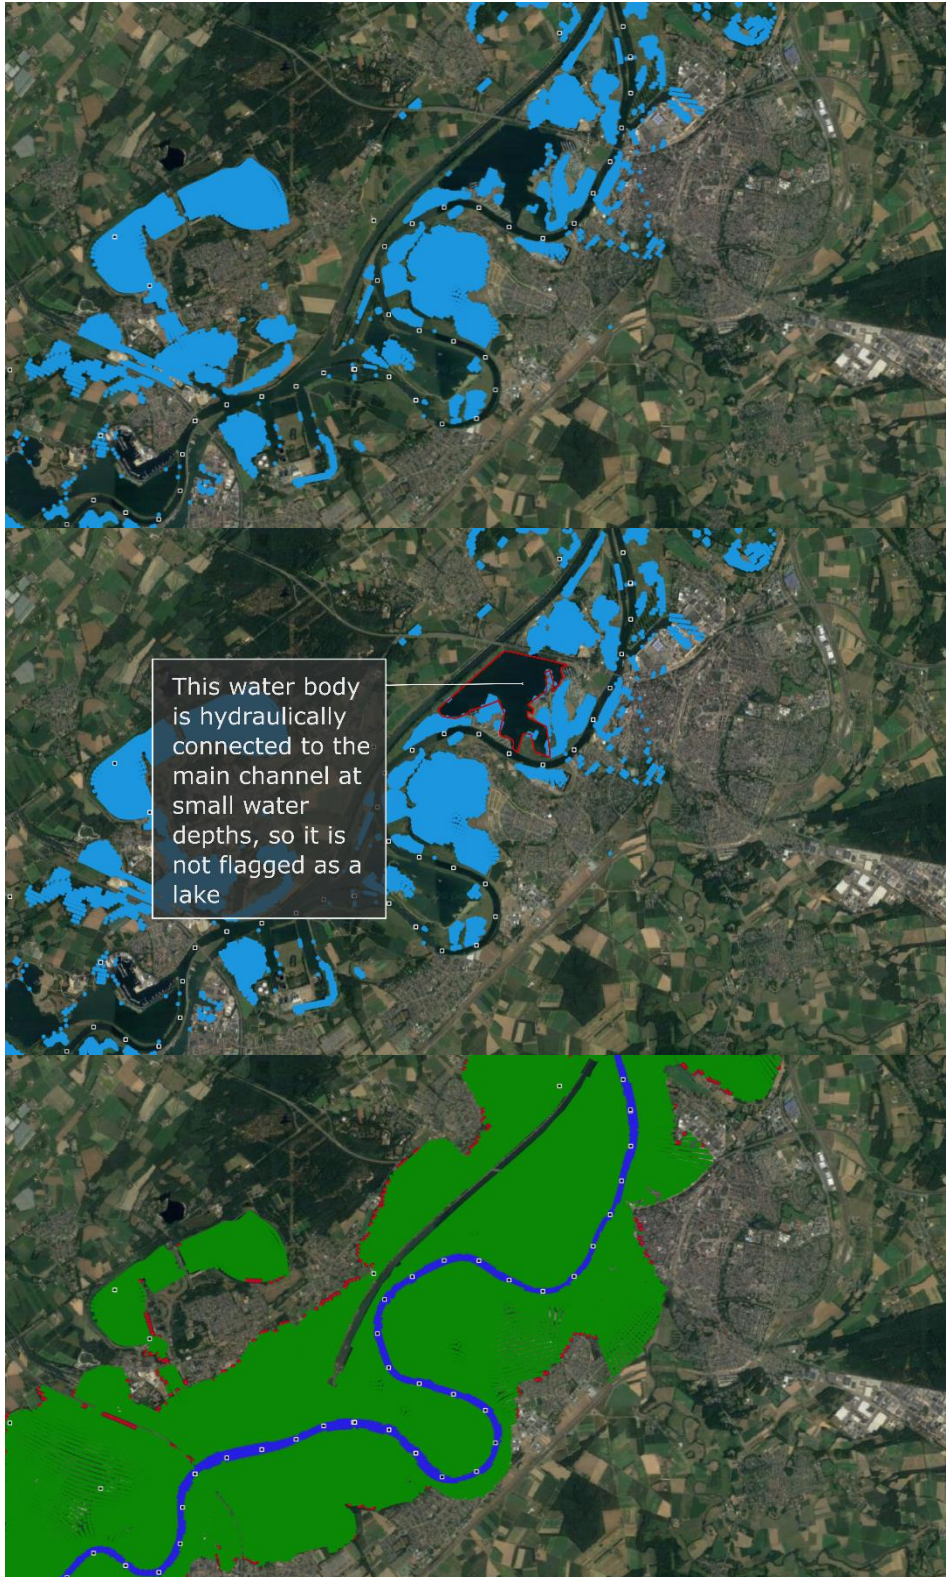 This water body
is hydraulically
connected to the
main channel at
small water
depths, so it is
not flagged as a
lake